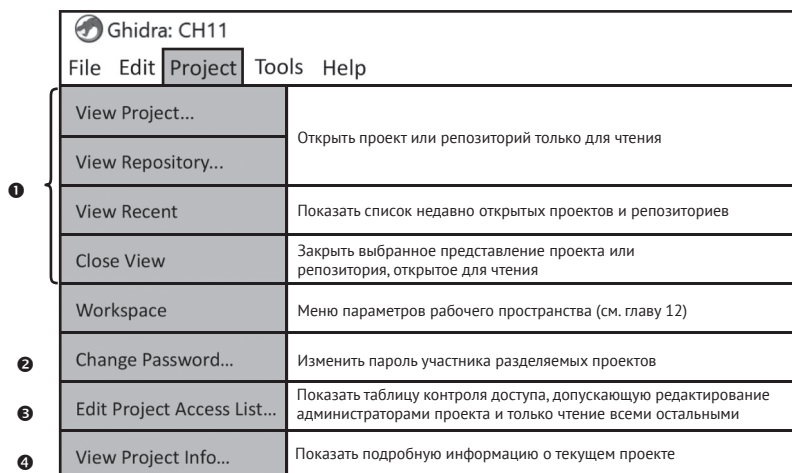 Ghidra: CH11
File Edit Project Tools Help
❶
View Project...
View Repository...
Открыть проект или репозиторий только для чтения
View Recent
Показать список недавно открытых проектов и репозиториев
Close View
Закрыть выбранное представление проекта или
репозитория, открытое для чтения
Workspace
Меню параметров рабочего пространства (см. главу 12)
❷
Change Password...
Изменить пароль участника разделяемых проектов
❸
Edit Project Access List...
Показать таблицу контроля доступа, допускающую редактирование
администраторами проекта и только чтение всеми остальными
❹
View Project Info...
Показать подробную информацию о текущем проекте